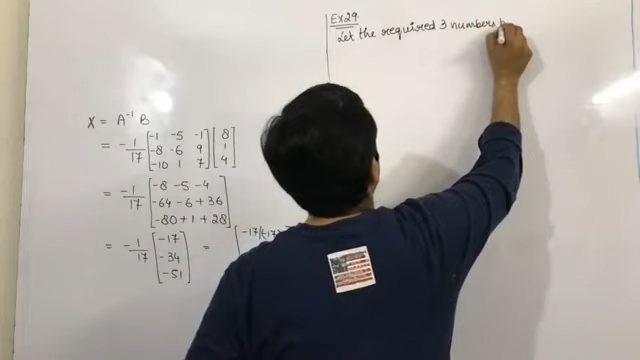 Ex 29.
Let the required 3 numbers b
X = A⁻¹ B
= -1/17 [-1 -5 -1; -8 -6 9; -10 1 7] [8; 1; 4]
= -1/17 [-8 -5 -4; -64 -6 +36; -80 +1 +28]
= -1/17 [-17; -34; -51] = [-17/(-17)